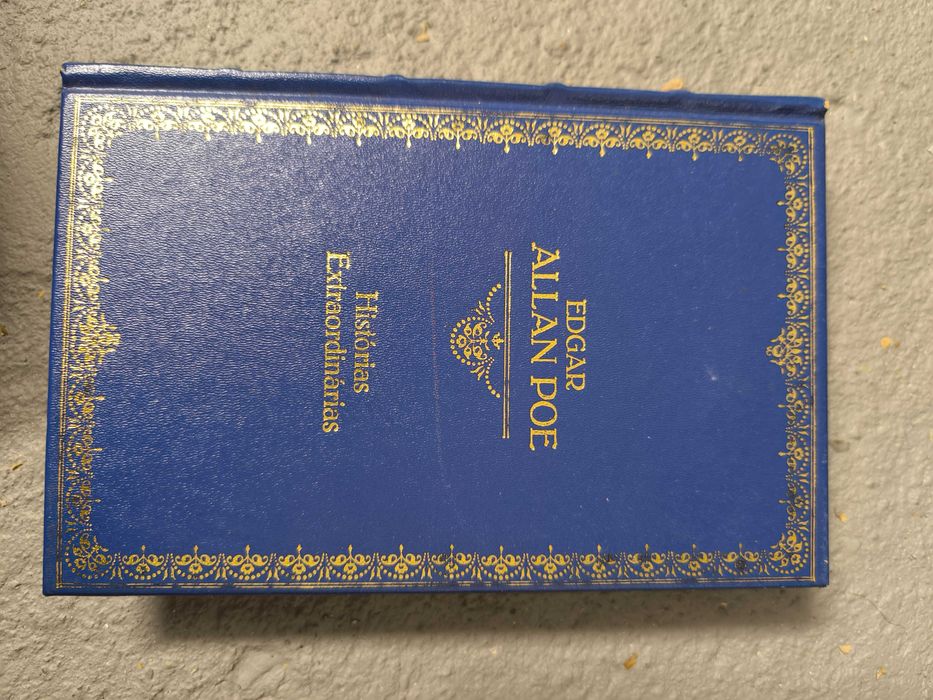 EDGAR
ALLAN POE
Histórias
Extraordinárias